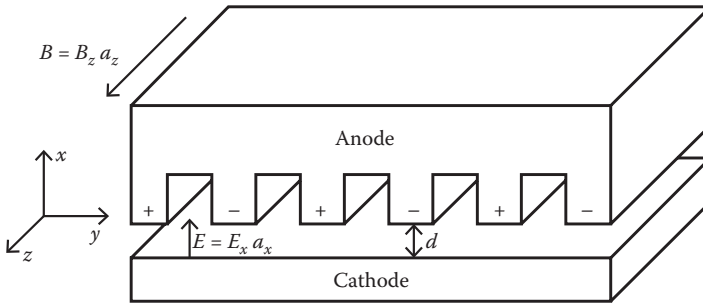 B = B_z a_z
Anode
x
+ − + − + −
y
z
E = E_x a_x
d
Cathode